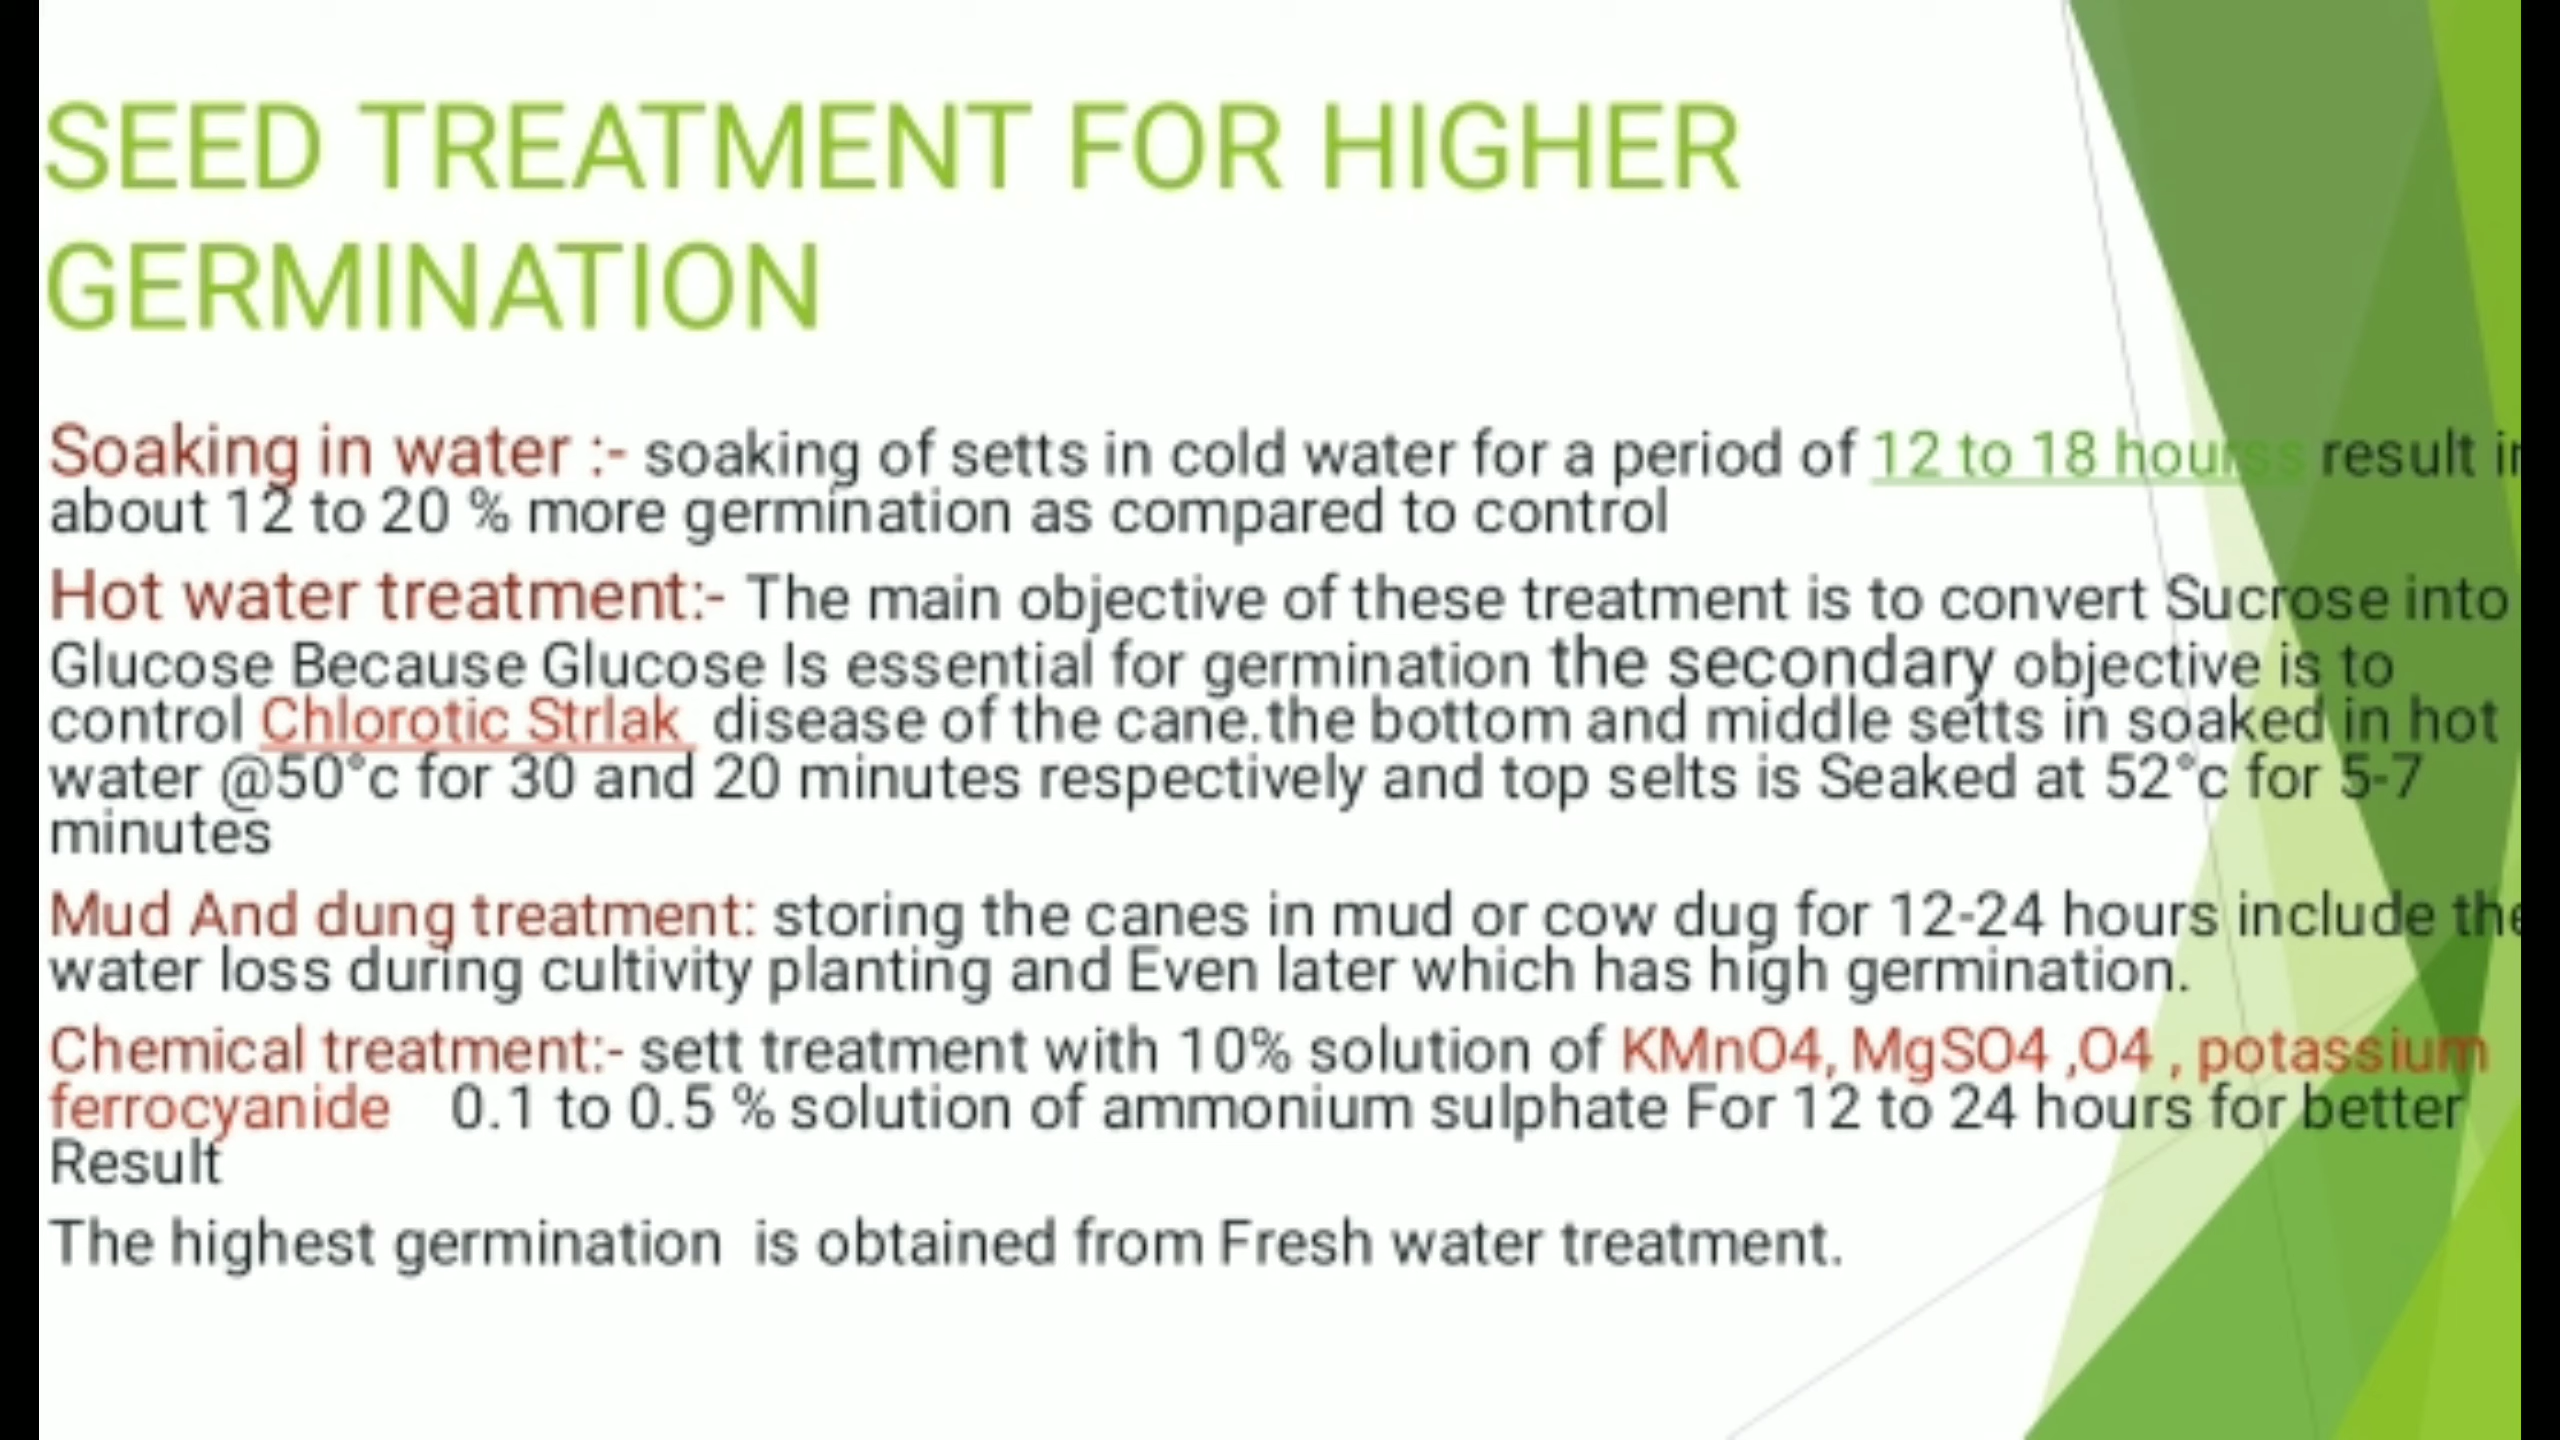 SEED TREATMENT FOR HIGHER
GERMINATION
Soaking in water :- soaking of setts in cold water for a period of 12 to 18 hourss result in
about 12 to 20 % more germination as compared to control
Hot water treatment:- The main objective of these treatment is to convert Sucrose into
Glucose Because Glucose Is essential for germination the secondary objective is to
control Chlorotic Strlak disease of the cane.the bottom and middle setts in soaked in hot
water @50°c for 30 and 20 minutes respectively and top selts is Seaked at 52°c for 5-7
minutes
Mud And dung treatment: storing the canes in mud or cow dug for 12-24 hours include the
water loss during cultivity planting and Even later which has high germination.
Chemical treatment:- sett treatment with 10% solution of KMnO4, MgSO4 ,O4 , potassium
ferrocyanide 0.1 to 0.5 % solution of ammonium sulphate For 12 to 24 hours for better
Result
The highest germination is obtained from Fresh water treatment.